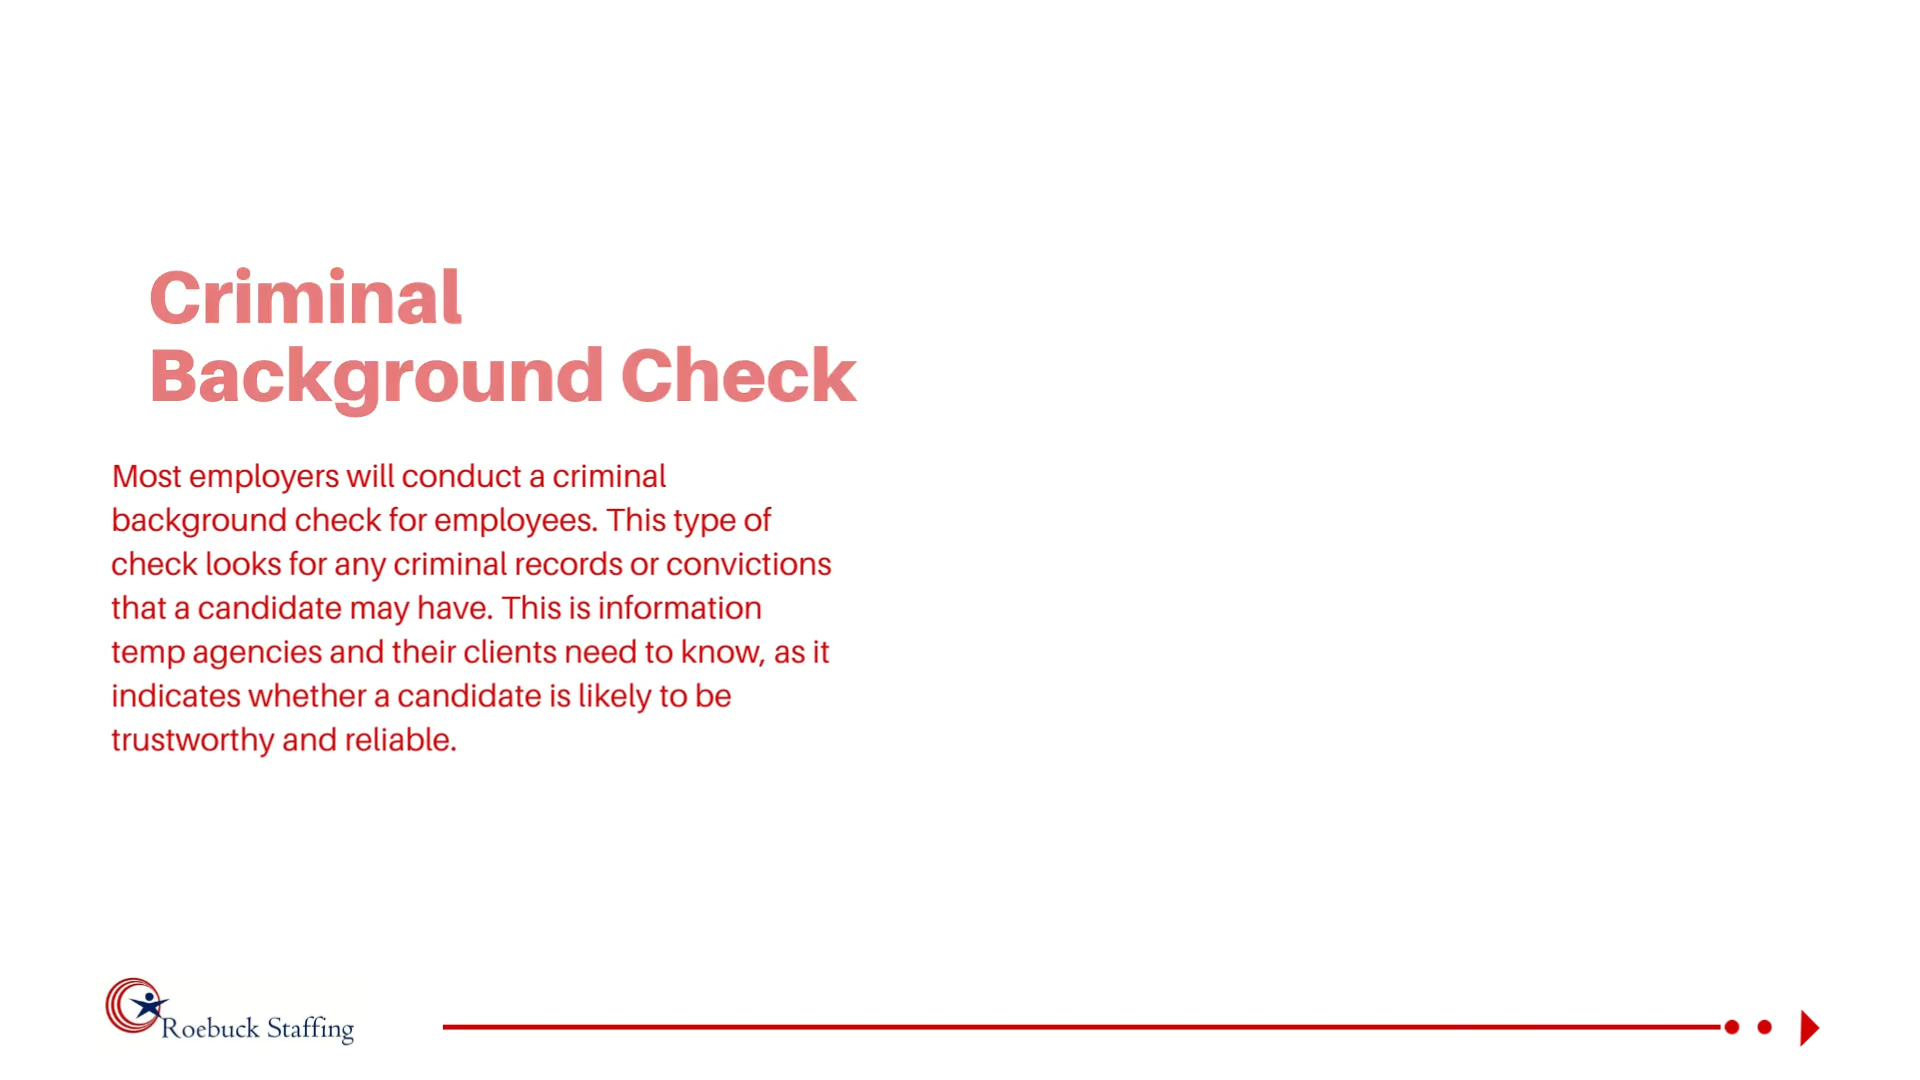 Criminal
Background Check
Most employers will conduct a criminal
background check for employees. This type of
check looks for any criminal records or convictions
that a candidate may have. This is information
temp agencies and their clients need to know, as it
indicates whether a candidate is likely to be
trustworthy and reliable.
Roebuck Staffing